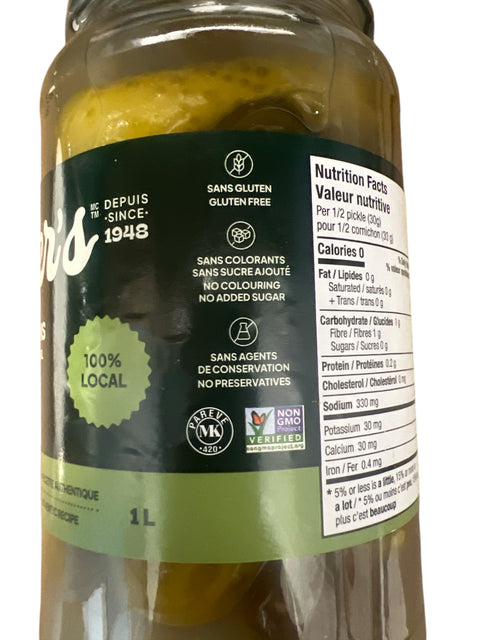 er's
MC
TM
DEPUIS
·SINCE·
1948
100%
LOCAL
AUTHENTIQUE
RECIPE
1 L
SANS GLUTEN
GLUTEN FREE
SANS COLORANTS
SANS SUCRE AJOUTÉ
NO COLOURING
NO ADDED SUGAR
SANS AGENTS
DE CONSERVATION
NO PRESERVATIVES
PAREVE
MK
·420·
NON
GMO
Project
VERIFIED
nongmoproject.org
Nutrition Facts
Valeur nutritive
Per 1/2 pickle (30g)
pour 1/2 cornichon (30 g)
Calories 0
% valeur
Fat / Lipides 0 g
Saturated / saturés 0 g
+ Trans / trans 0 g
Carbohydrate / Glucides 1 g
Fibre / Fibres 1 g
Sugars / Sucres 0 g
Protein / Protéines 0.2 g
Cholesterol / Cholestérol 0 mg
Sodium 330 mg
Potassium 30 mg
Calcium 30 mg
Iron / Fer 0.4 mg
* 5% or less is a little, 15% or more is
a lot / * 5% ou moins c'est peu,
plus c'est beaucoup